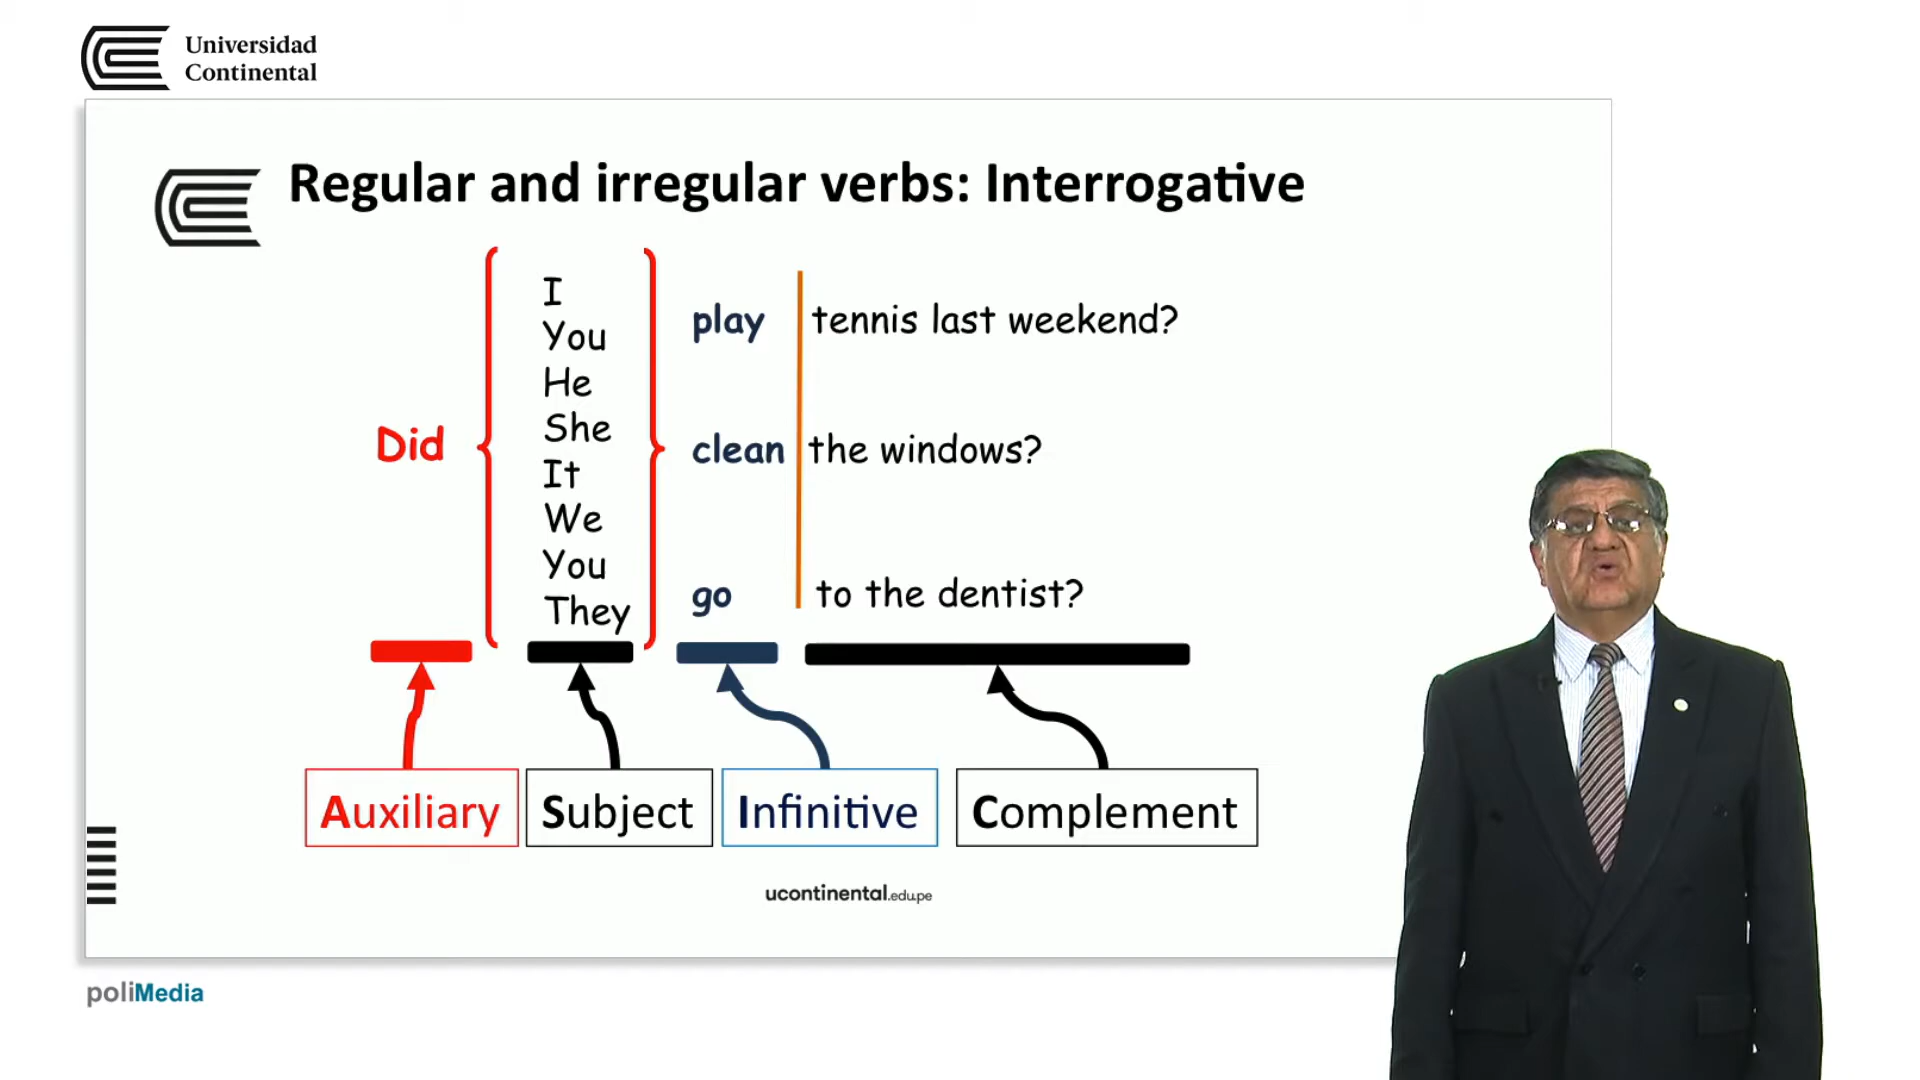 Universidad
Continental
Regular and irregular verbs: Interrogative
I
You
He
She
It
We
You
They
Did
play tennis last weekend?
clean the windows?
go to the dentist?
Auxiliary Subject Infinitive Complement
ucontinental.edu.pe
poliMedia